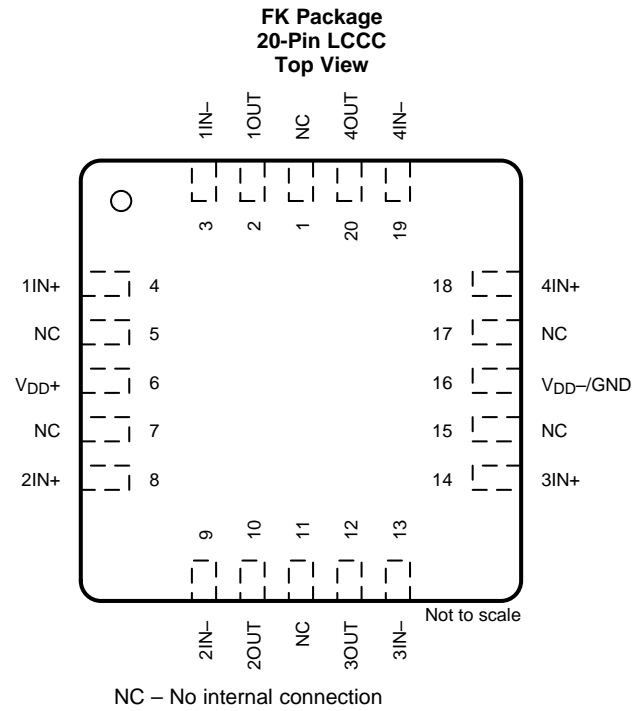 FK Package
20-Pin LCCC
Top View
1IN–
1OUT
NC
4OUT
4IN–
3
2
1
20
19
1IN+ 4 18 4IN+
NC 5 17 NC
VDD+ 6 16 VDD–/GND
NC 7 15 NC
2IN+ 8 14 3IN+
9
10
11
12
13
2IN–
2OUT
NC
3OUT
3IN–
Not to scale
NC – No internal connection